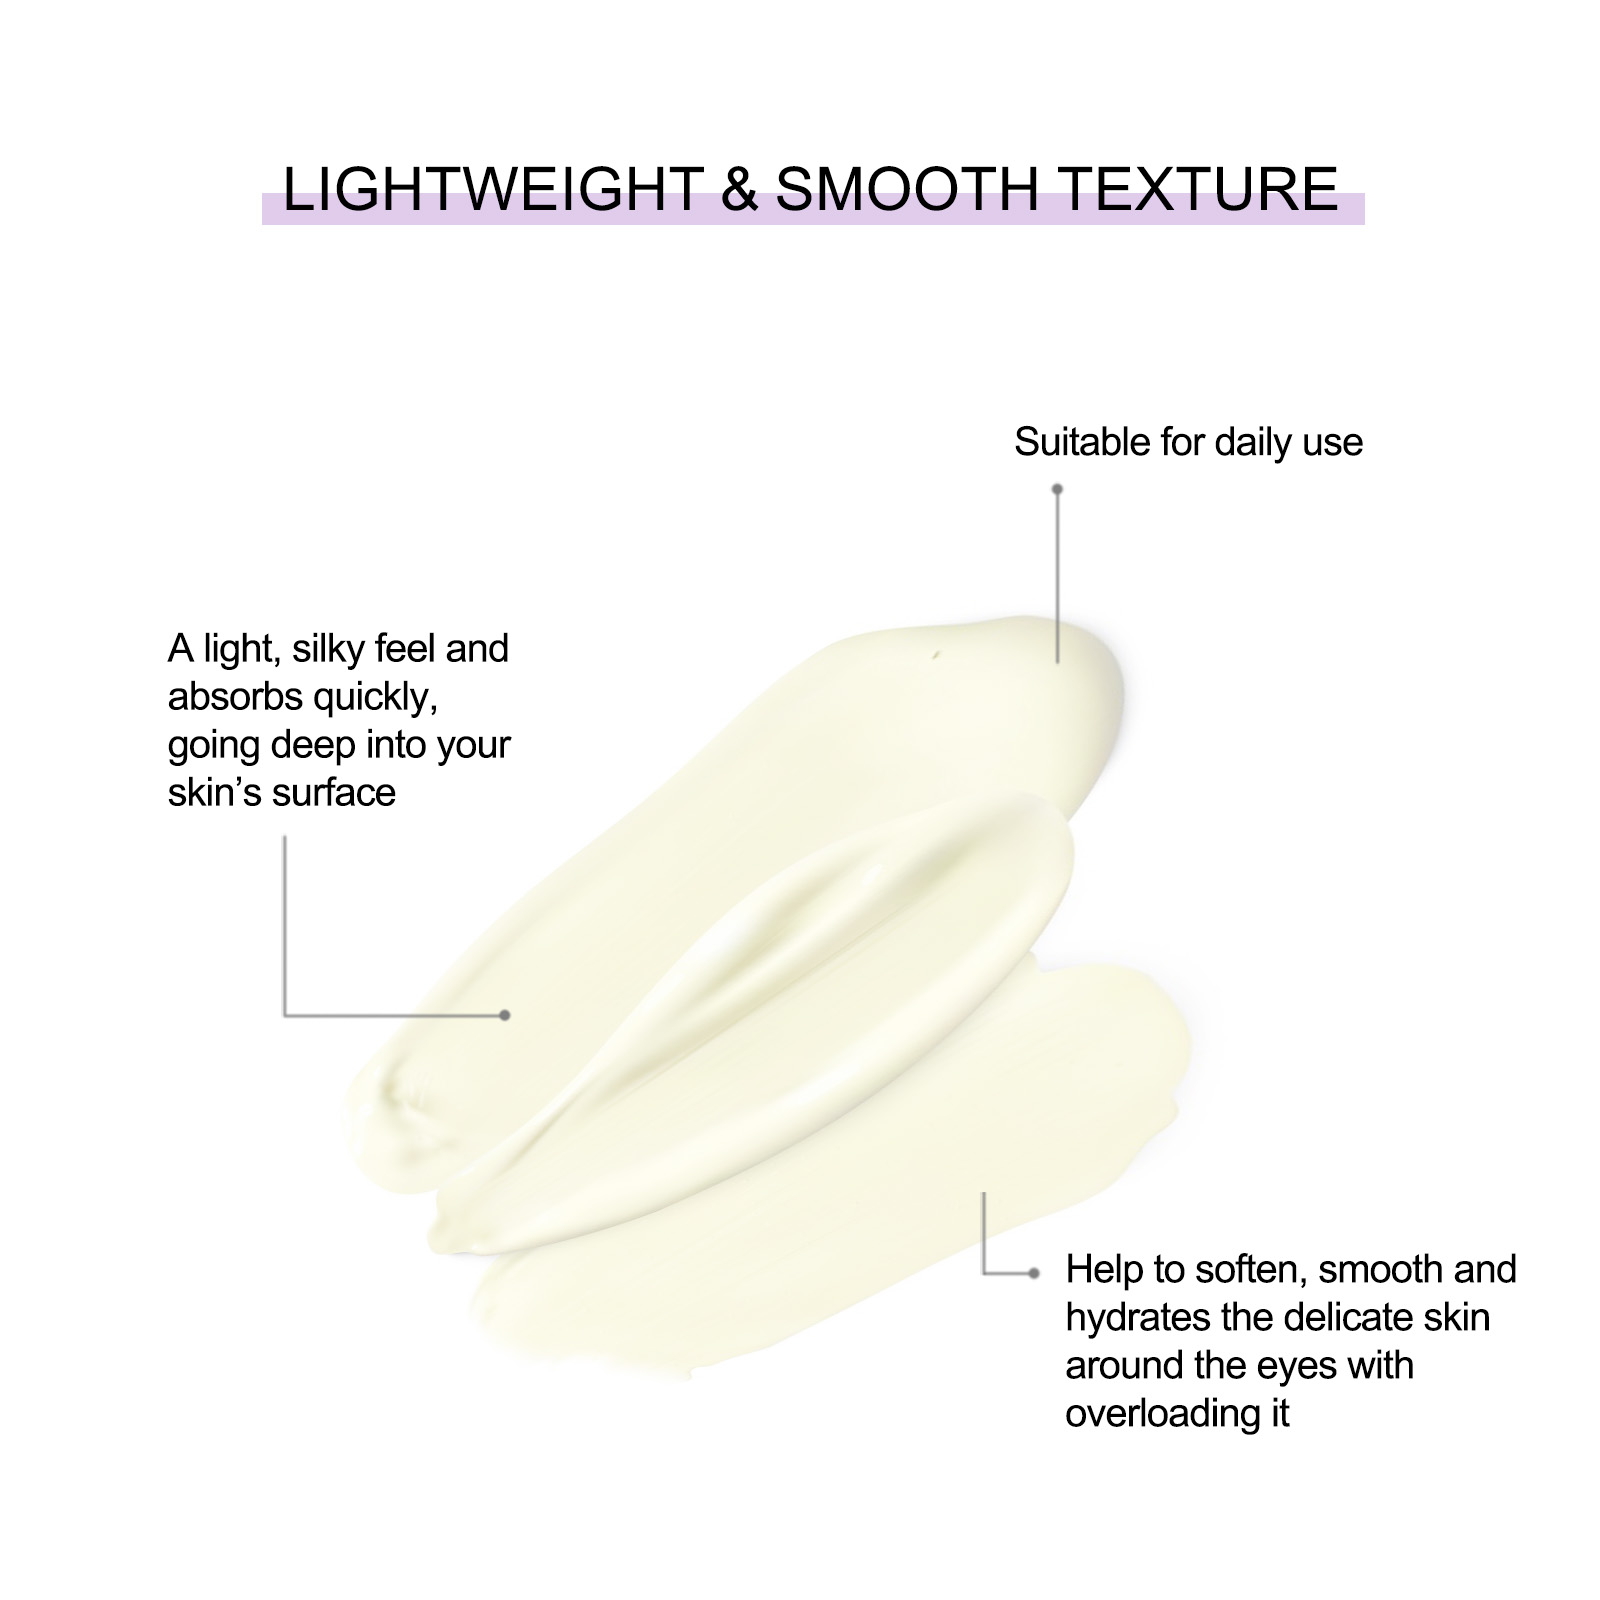 LIGHTWEIGHT & SMOOTH TEXTURE
Suitable for daily use
A light, silky feel and
absorbs quickly,
going deep into your
skin’s surface
Help to soften, smooth and
hydrates the delicate skin
around the eyes with
overloading it